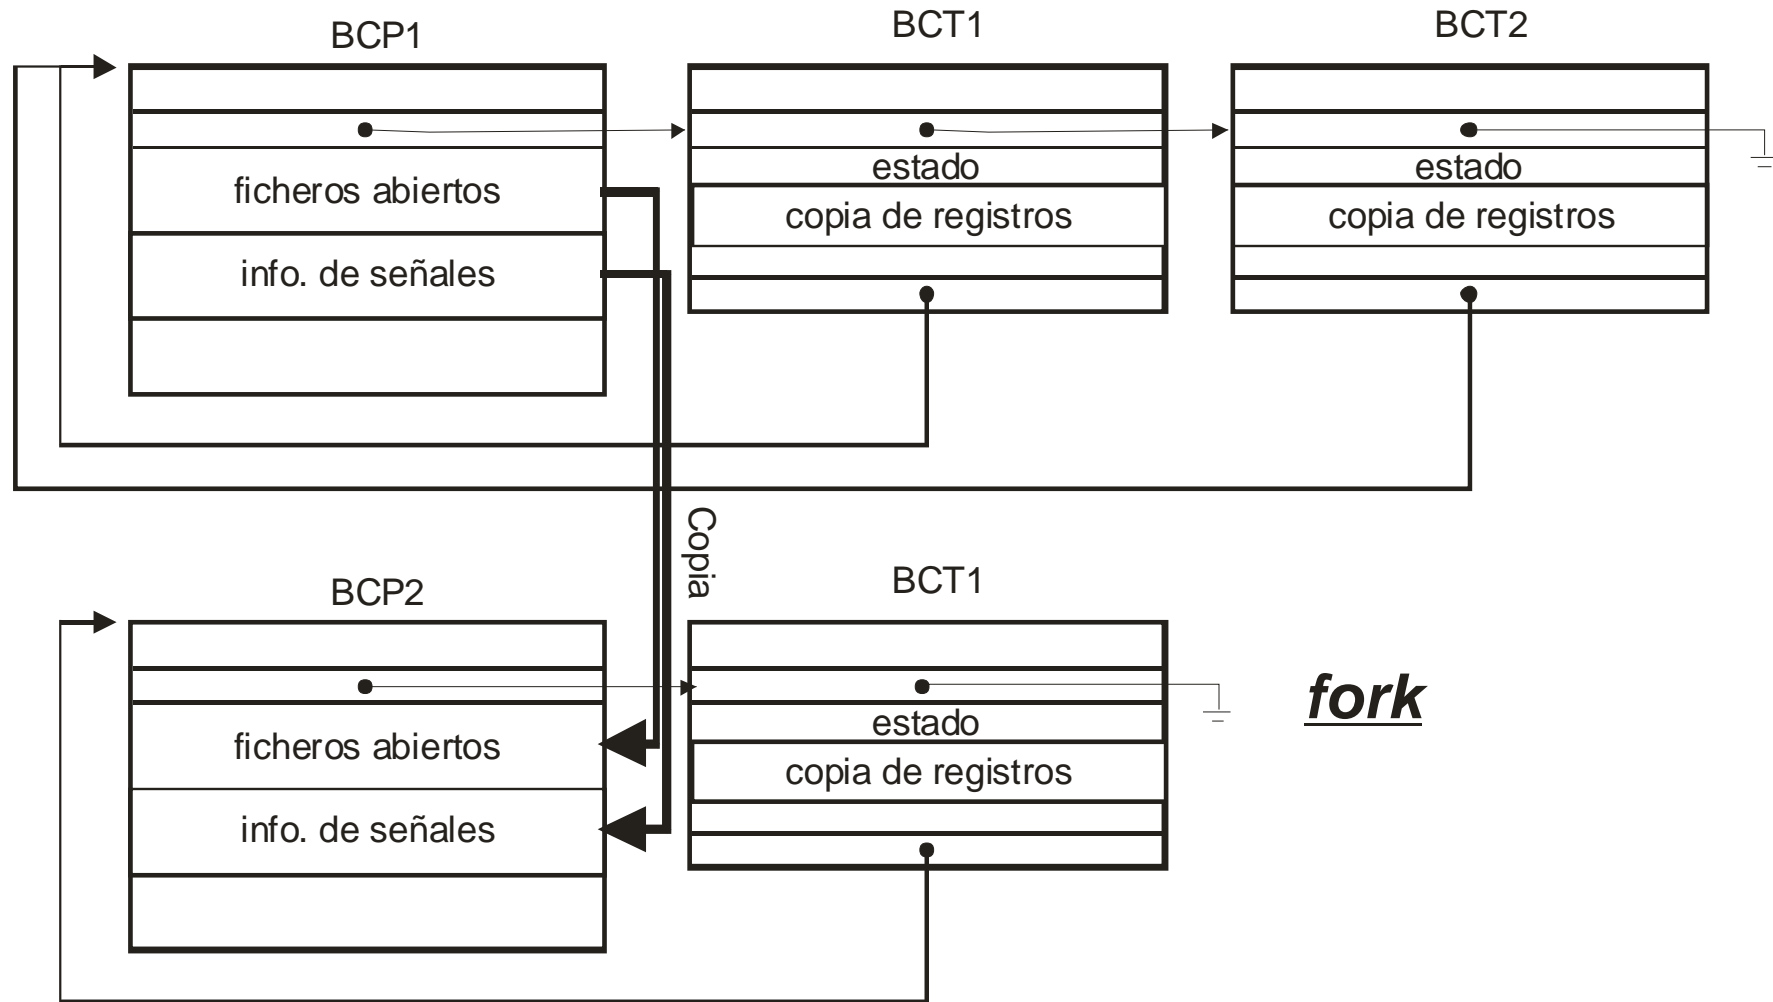 BCP1
BCT1
BCT2
ficheros abiertos
info. de señales
estado
copia de registros
estado
copia de registros
Copia
BCP2
BCT1
ficheros abiertos
info. de señales
estado
copia de registros
fork